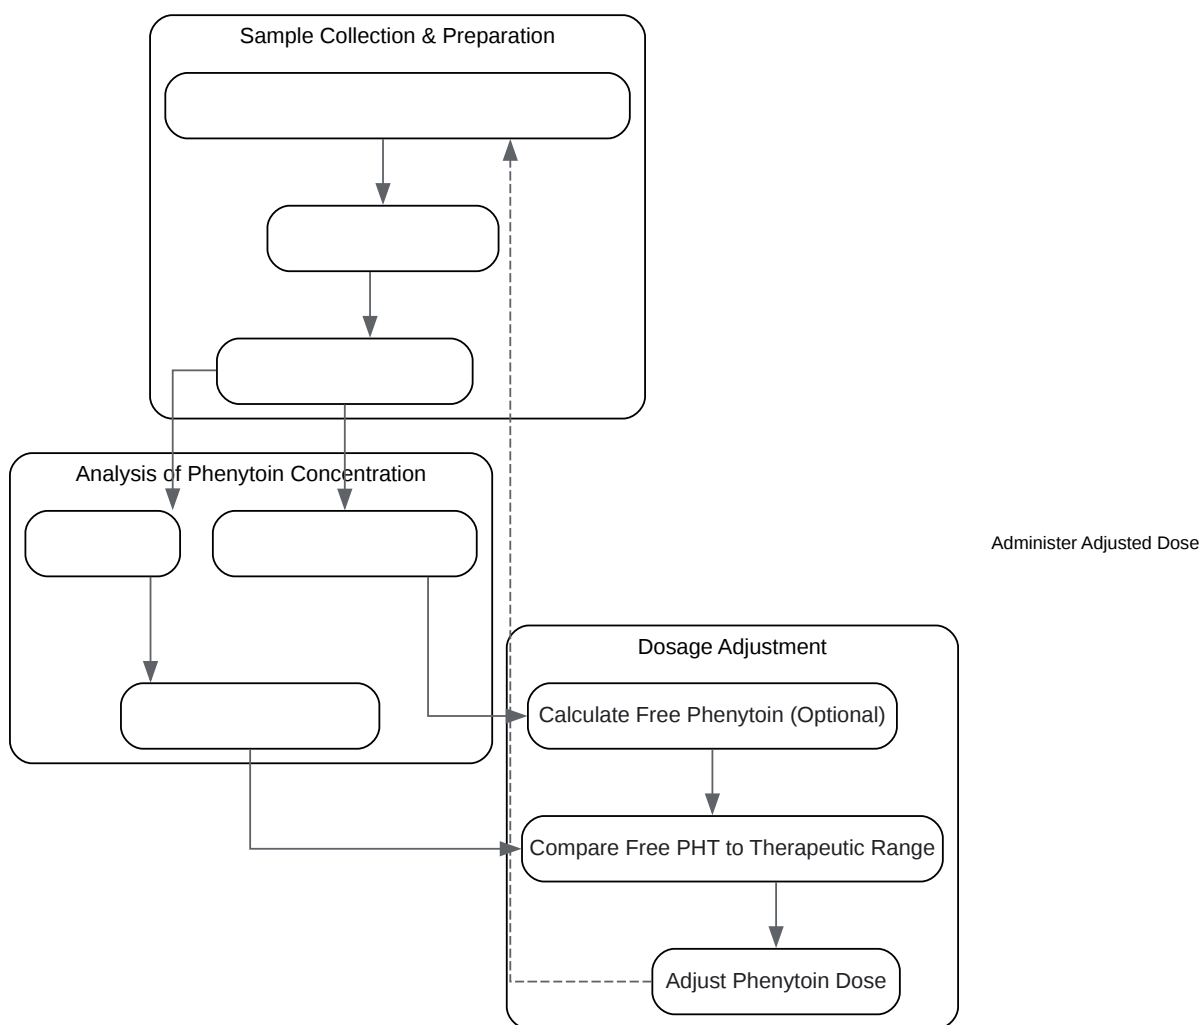 Sample Collection & Preparation
Analysis of Phenytoin Concentration
Administer Adjusted Dose
Dosage Adjustment
Calculate Free Phenytoin (Optional)
Compare Free PHT to Therapeutic Range
Adjust Phenytoin Dose